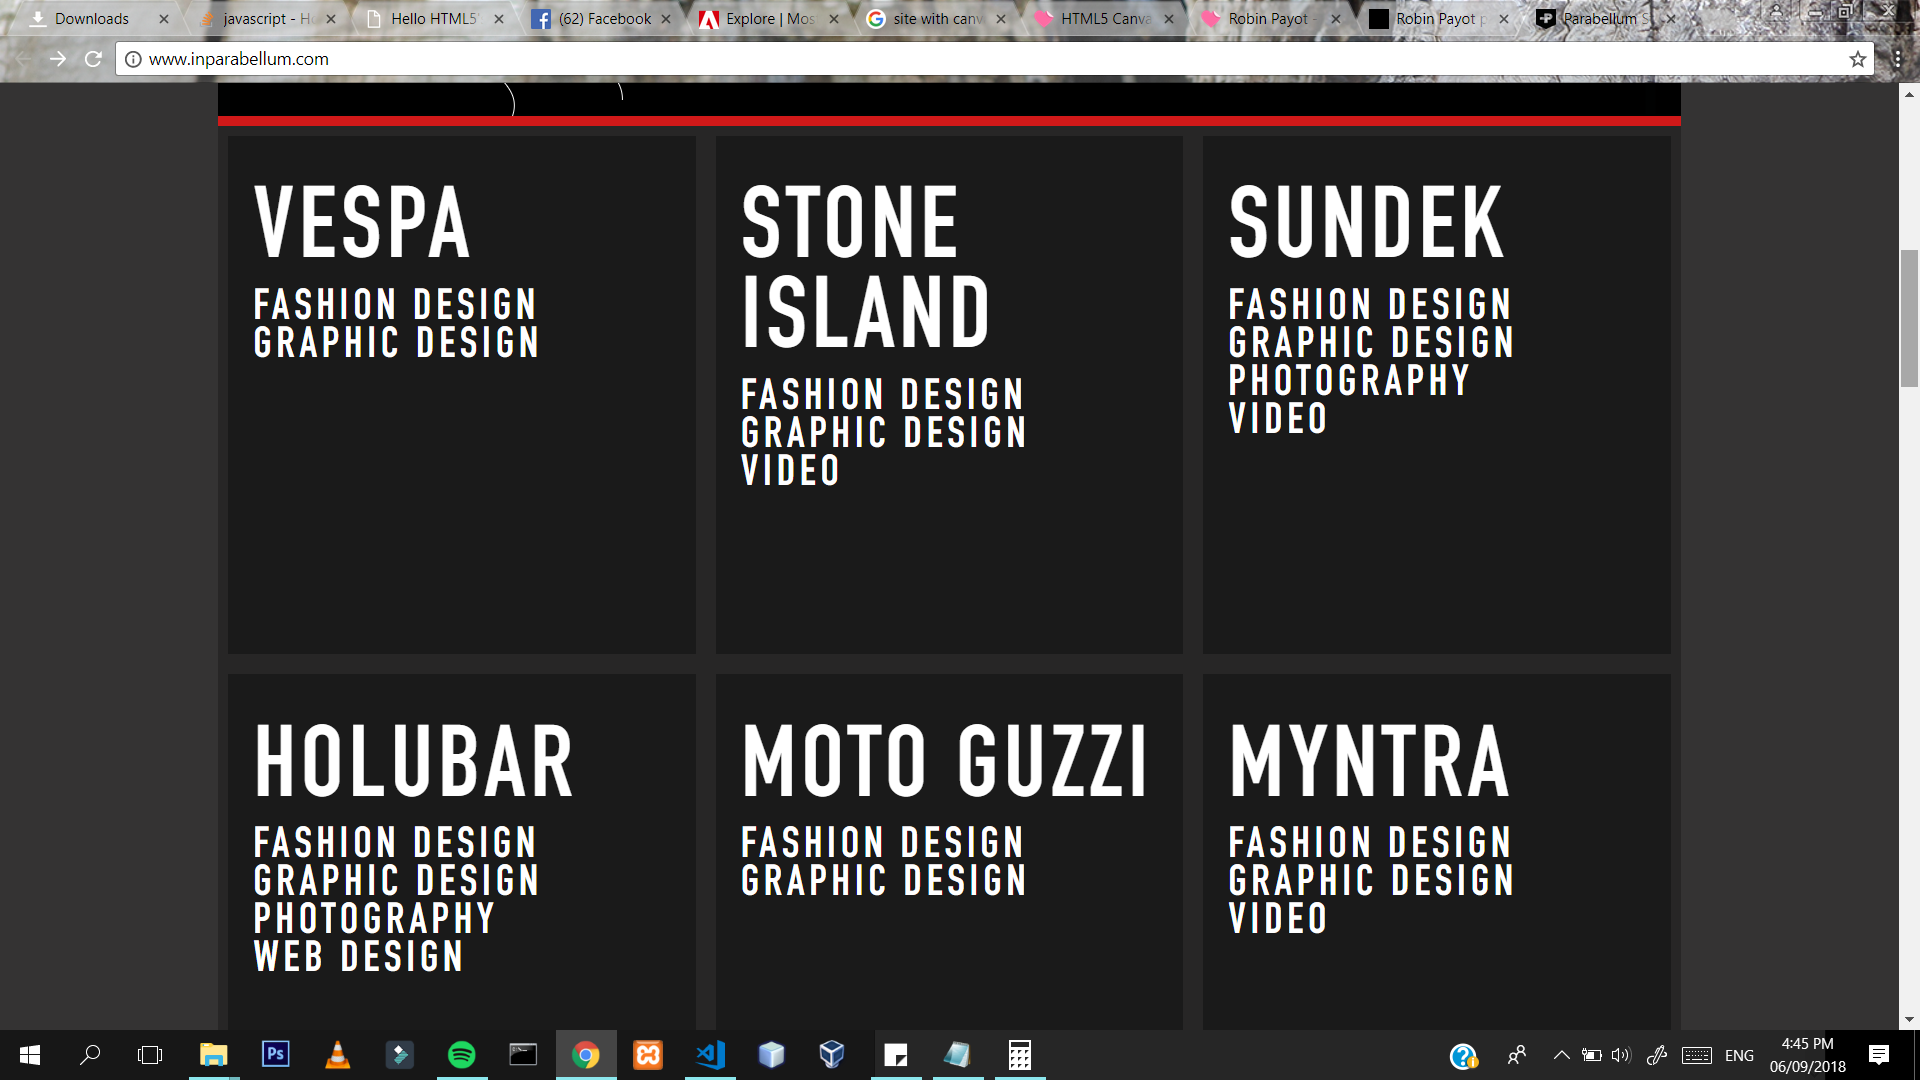 Downloads
javascript - H
Hello HTML5
(62) Facebook
Explore | Mos
site with canv
HTML5 Canva
Robin Payot -
Robin Payot p
Parabellum S
www.inparabellum.com
VESPA
FASHION DESIGN
GRAPHIC DESIGN
STONE
ISLAND
FASHION DESIGN
GRAPHIC DESIGN
VIDEO
SUNDEK
FASHION DESIGN
GRAPHIC DESIGN
PHOTOGRAPHY
VIDEO
HOLUBAR
FASHION DESIGN
GRAPHIC DESIGN
PHOTOGRAPHY
WEB DESIGN
MOTO GUZZI
FASHION DESIGN
GRAPHIC DESIGN
MYNTRA
FASHION DESIGN
GRAPHIC DESIGN
VIDEO
Ps
ENG
4:45 PM
06/09/2018